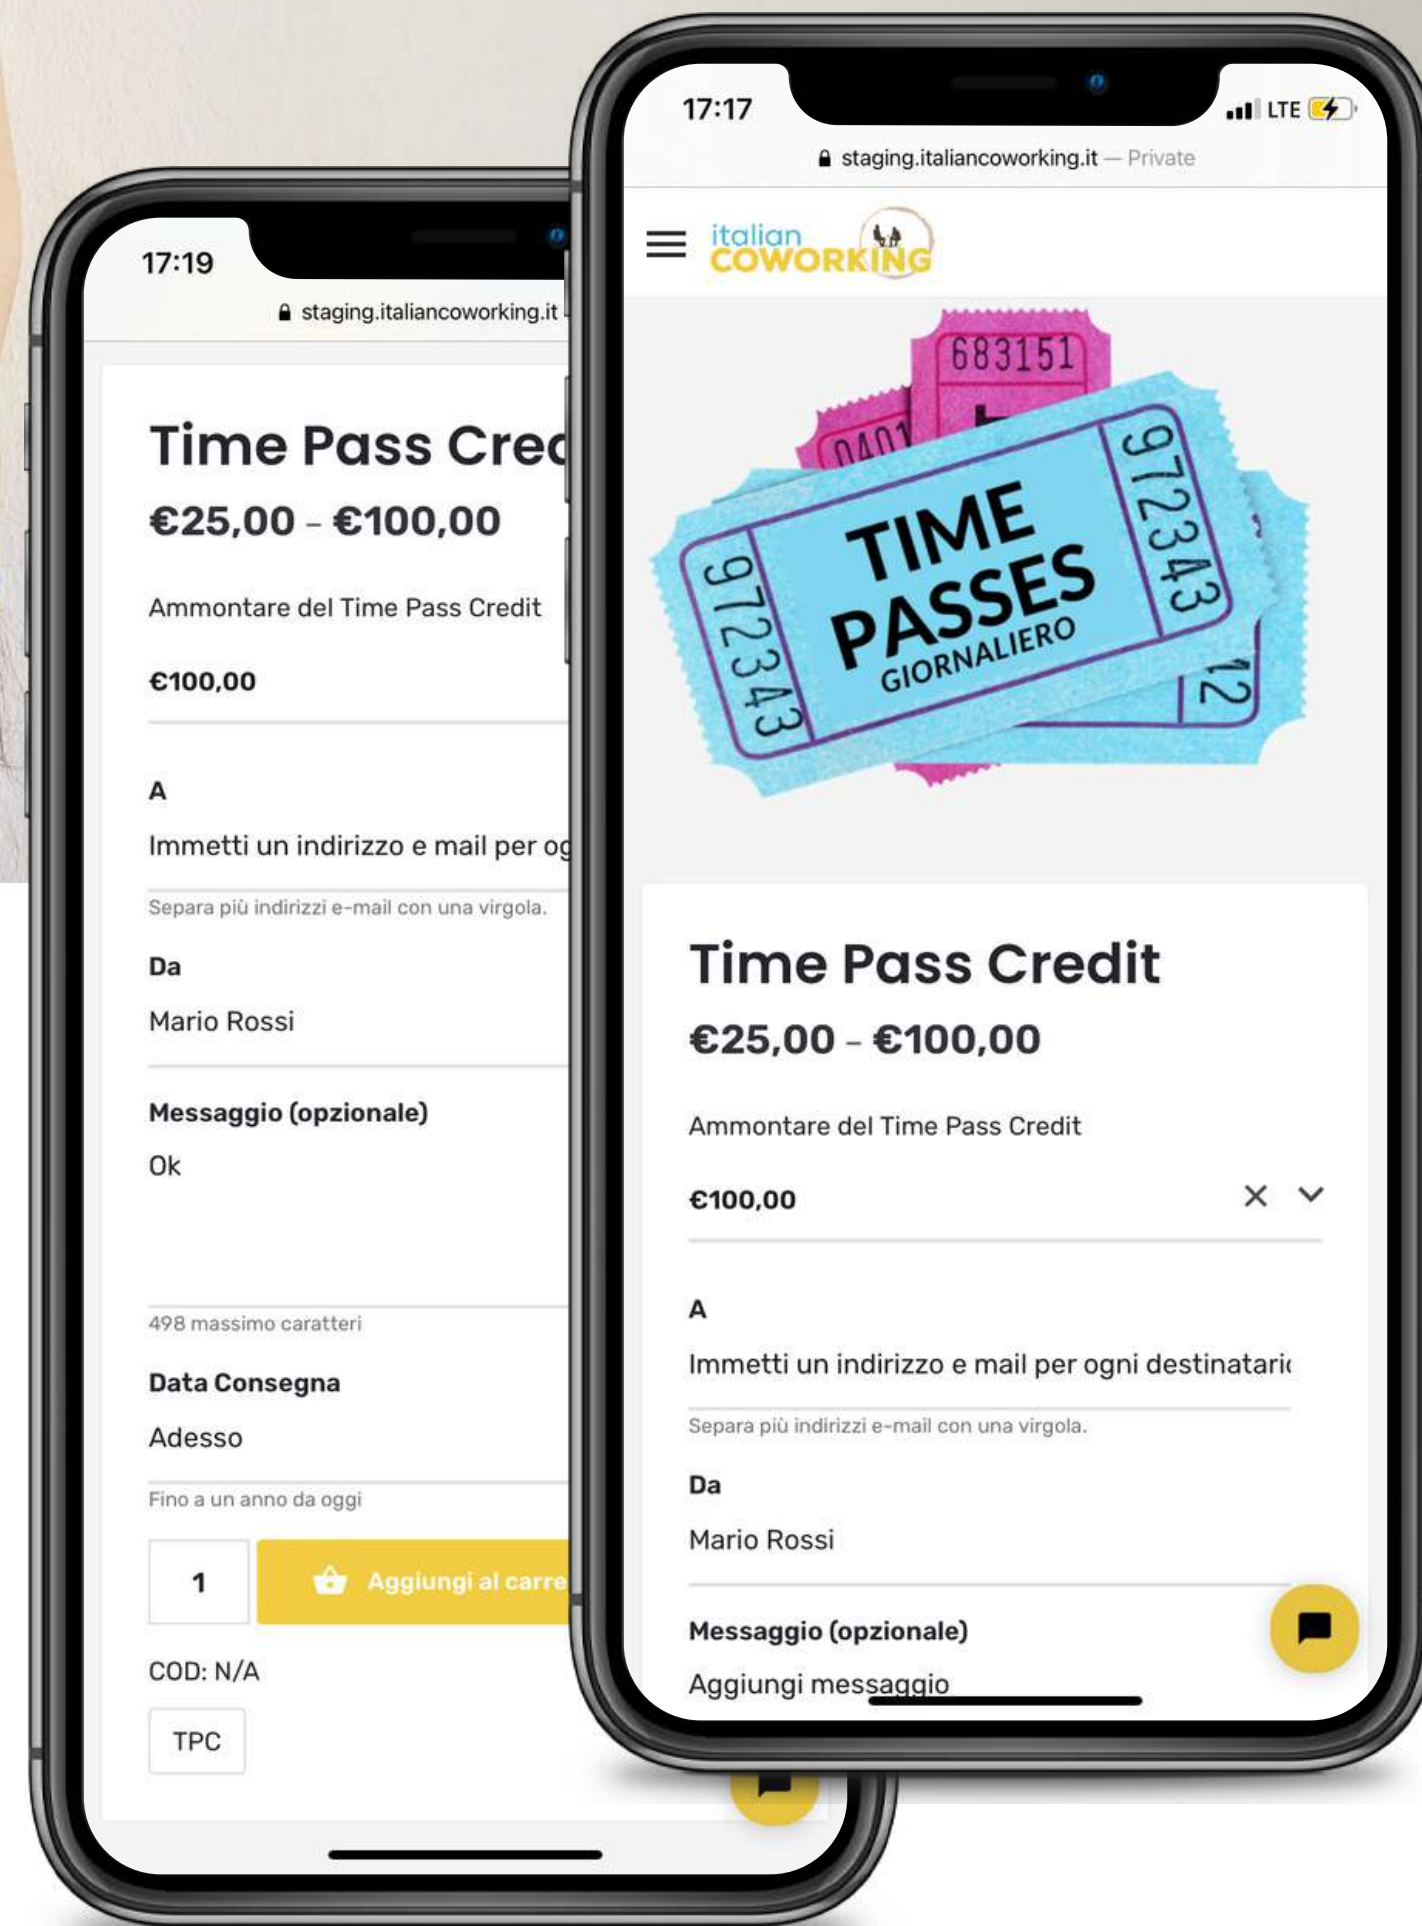 17:19
staging.italiancoworking.it
Time Pass
€25,00 - €100,00
Ammontare del Time Pass Credit
€100,00
A
Immetti un indirizzo e mail per
Separa più indirizzi e-mail con una virgola.
Da
Mario Rossi
Messaggio (opzionale)
Ok
498 massimo caratteri
Data Consegna
Adesso
Fino a un anno da oggi
1
Aggiungi al
COD: N/A
TPC
17:17
LTE
staging.italiancoworking.it — Private
italian
COWORKING
683151
0401
972343
TIME
PASSES
GIORNALIERO
972343
12
Time Pass Credit
€25,00 - €100,00
Ammontare del Time Pass Credit
€100,00
A
Immetti un indirizzo e mail per ogni
Separa più indirizzi e-mail con una virgola.
Da
Mario Rossi
Messaggio (opzionale)
Aggiungi messaggio